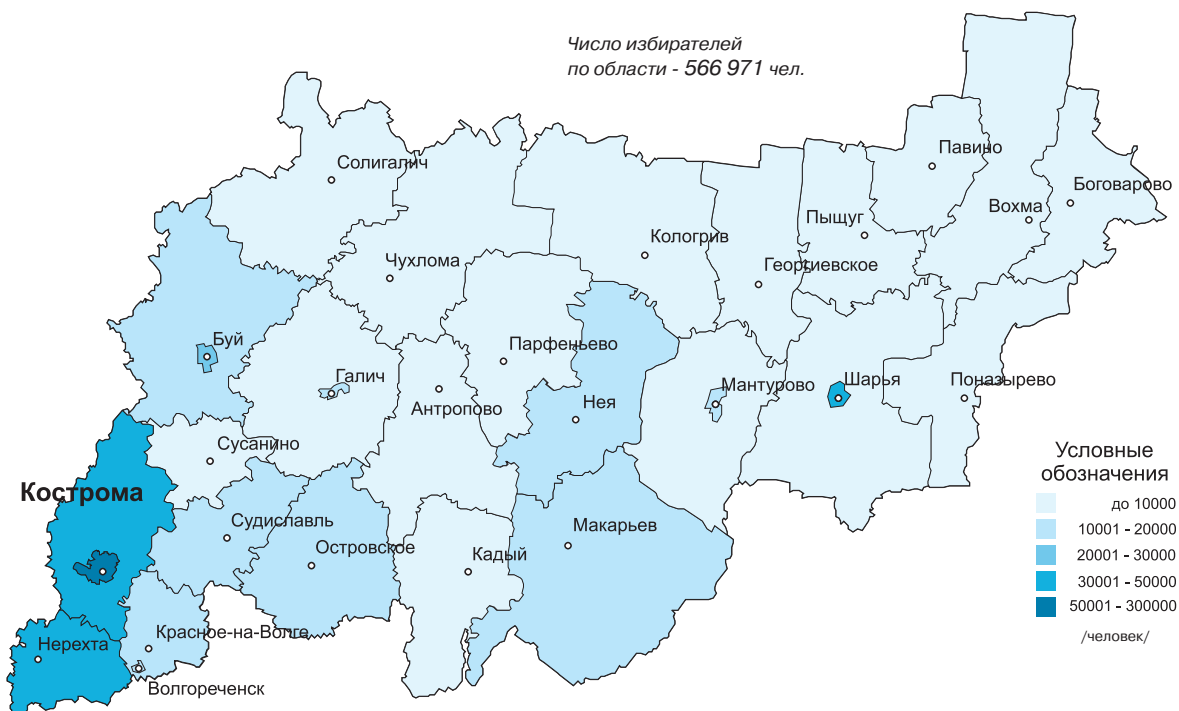 Число избирателей
по области - 566 971 чел.
Солигалич
Павино
Боговарово
Вохма
Пыщуг
Кологрив
Георгиевское
Чухлома
Буй
Парфеньево
Галич
Антропово
Мантурово
Шарья
Поназырево
Нея
Сусанино
Кострома
Судиславль
Островское
Макарьев
Кадый
Красное-на-Волге
Нерехта
Волгореченск
Условные
обозначения
до 10000
10001 - 20000
20001 - 30000
30001 - 50000
50001 - 300000
/человек/